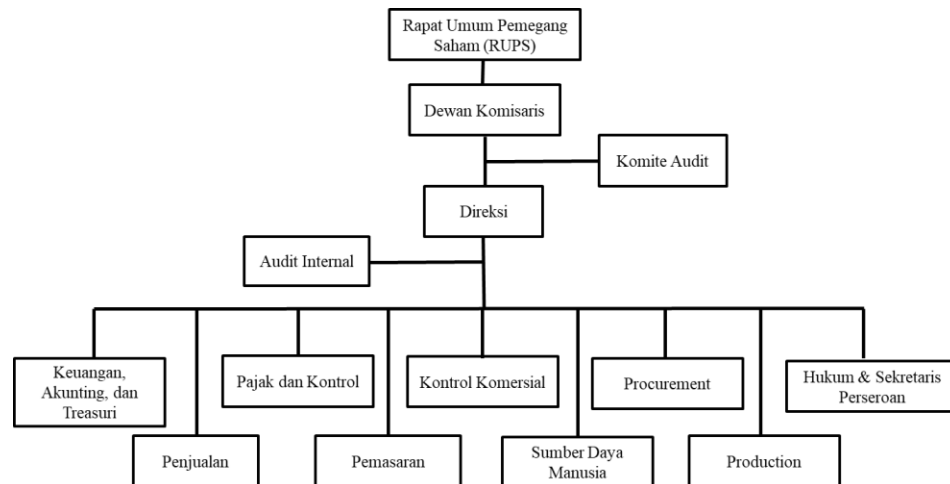 Rapat Umum Pemegang
Saham (RUPS)
Dewan Komisaris
Komite Audit
Direksi
Audit Internal
Keuangan,
Akunting, dan
Treasuri
Pajak dan Kontrol
Kontrol Komersial
Procurement
Hukum & Sekretaris
Perseroan
Penjualan
Pemasaran
Sumber Daya
Manusia
Production